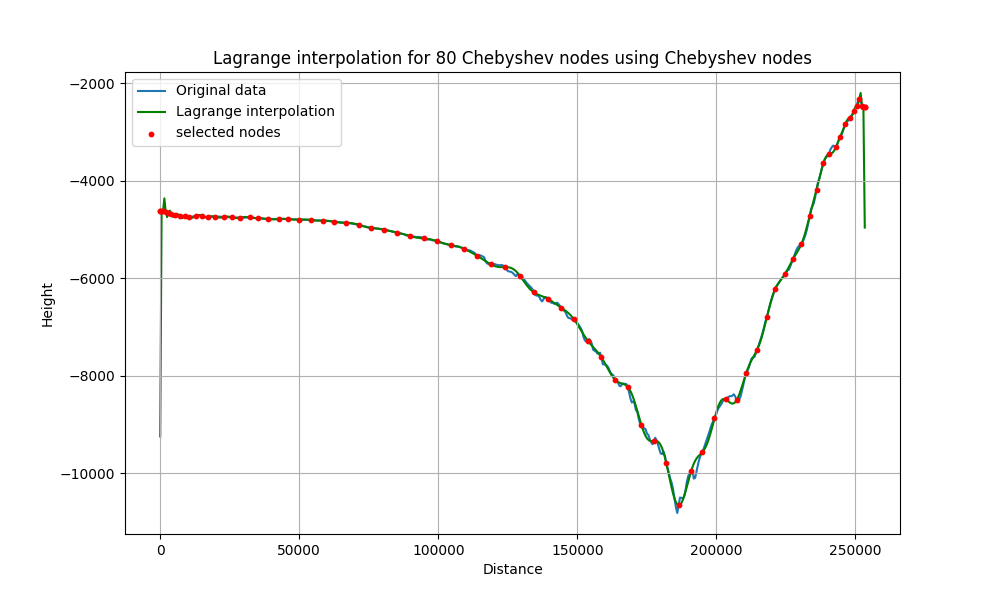 Lagrange interpolation for 80 Chebyshev nodes using Chebyshev nodes
Original data
Lagrange interpolation
selected nodes
−2000
−4000
−6000
−8000
−10000
Height
0
50000
100000
150000
200000
250000
Distance